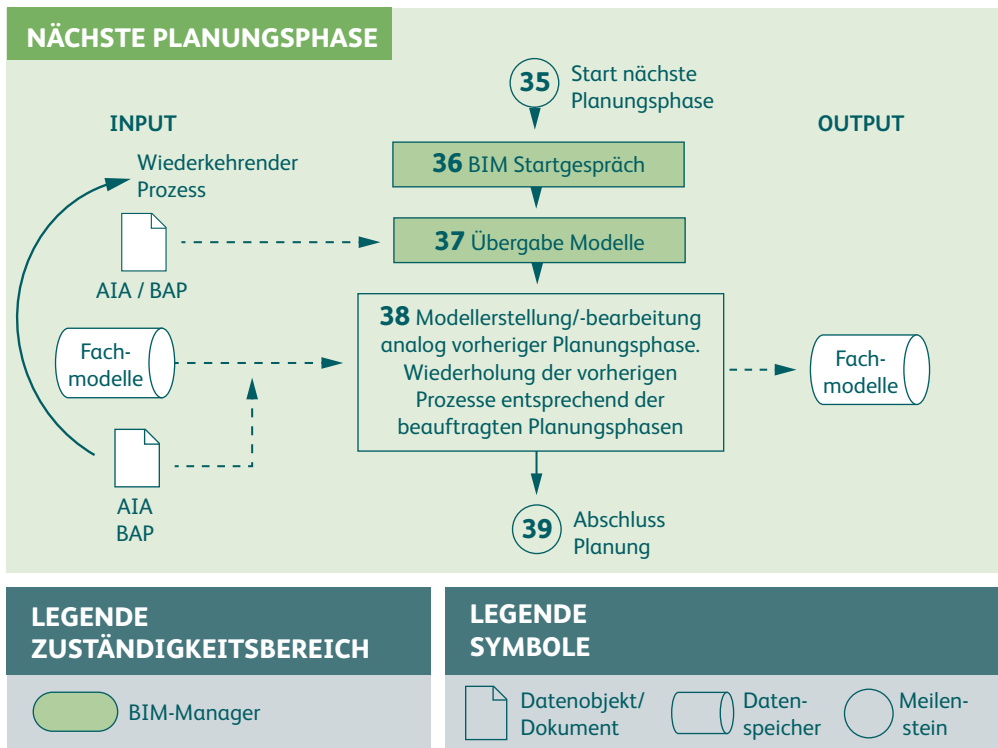 NÄCHSTE PLANUNGSPHASE
35 Start nächste
Planungsphase
INPUT
OUTPUT
Wiederkehrender
Prozess
36 BIM Startgespräch
AIA / BAP
37 Übergabe Modelle
Fach-
modelle
38 Modellerstellung/-bearbeitung
analog vorheriger Planungsphase.
Wiederholung der vorherigen
Prozesse entsprechend der
beauftragten Planungsphasen
Fach-
modelle
AIA
BAP
39 Abschluss
Planung
LEGENDE
ZUSTÄNDIGKEITSBEREICH
BIM-Manager
LEGENDE
SYMBOLE
Datenobjekt/
Dokument
Daten-
speicher
Meilen-
stein